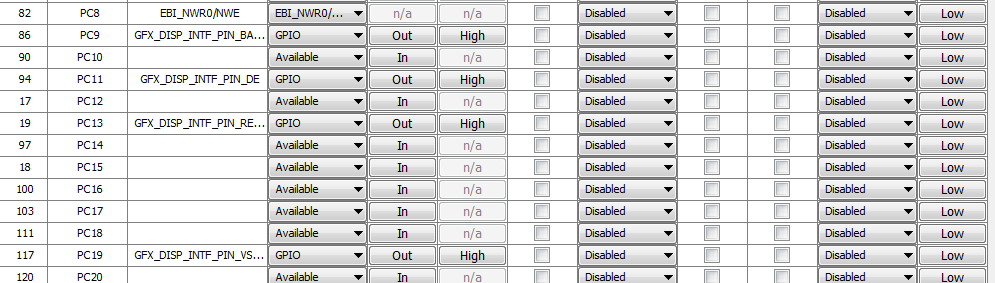 82 PC8 EBI_NWR0/NWE EBI_NWR0/... n/a n/a Disabled Disabled Low
86 PC9 GFX_DISP_INTF_PIN_BA... GPIO Out High Disabled Disabled Low
90 PC10 Available In n/a Disabled Disabled Low
94 PC11 GFX_DISP_INTF_PIN_DE GPIO Out High Disabled Disabled Low
17 PC12 Available In n/a Disabled Disabled Low
19 PC13 GFX_DISP_INTF_PIN_RE... GPIO Out High Disabled Disabled Low
97 PC14 Available In n/a Disabled Disabled Low
18 PC15 Available In n/a Disabled Disabled Low
100 PC16 Available In n/a Disabled Disabled Low
103 PC17 Available In n/a Disabled Disabled Low
111 PC18 Available In n/a Disabled Disabled Low
117 PC19 GFX_DISP_INTF_PIN_VS... GPIO Out High Disabled Disabled Low
120 PC20 Available In n/a Disabled Disabled Low